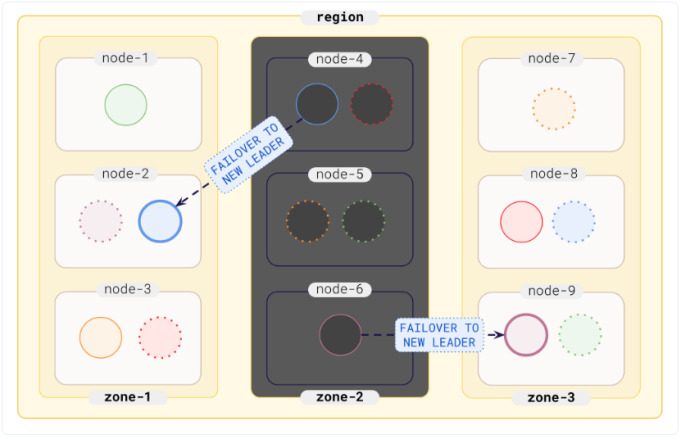 region
node-1
node-4
node-7
FAILOVER TO
NEW LEADER
node-2
node-5
node-8
node-3
node-6
node-9
FAILOVER TO
NEW LEADER
zone-1
zone-2
zone-3